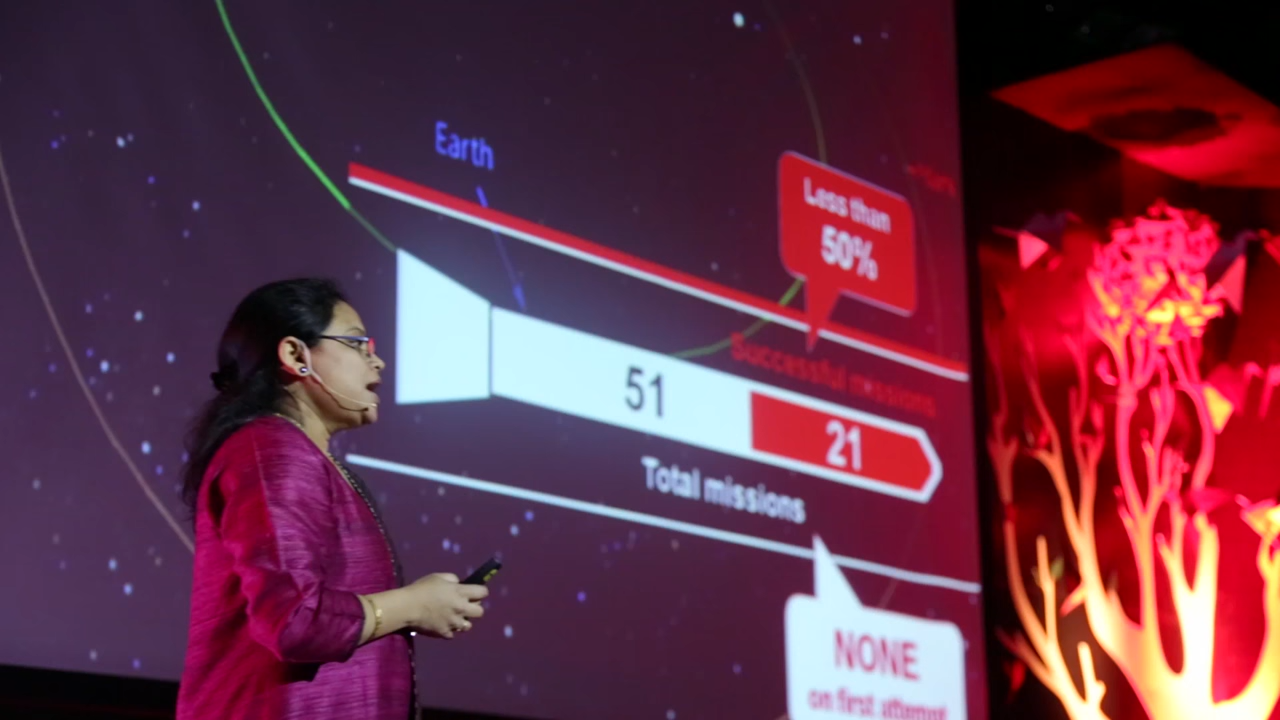 Earth
Less than
50%
Successful missions
51
21
Total missions
NONE
on first attempt